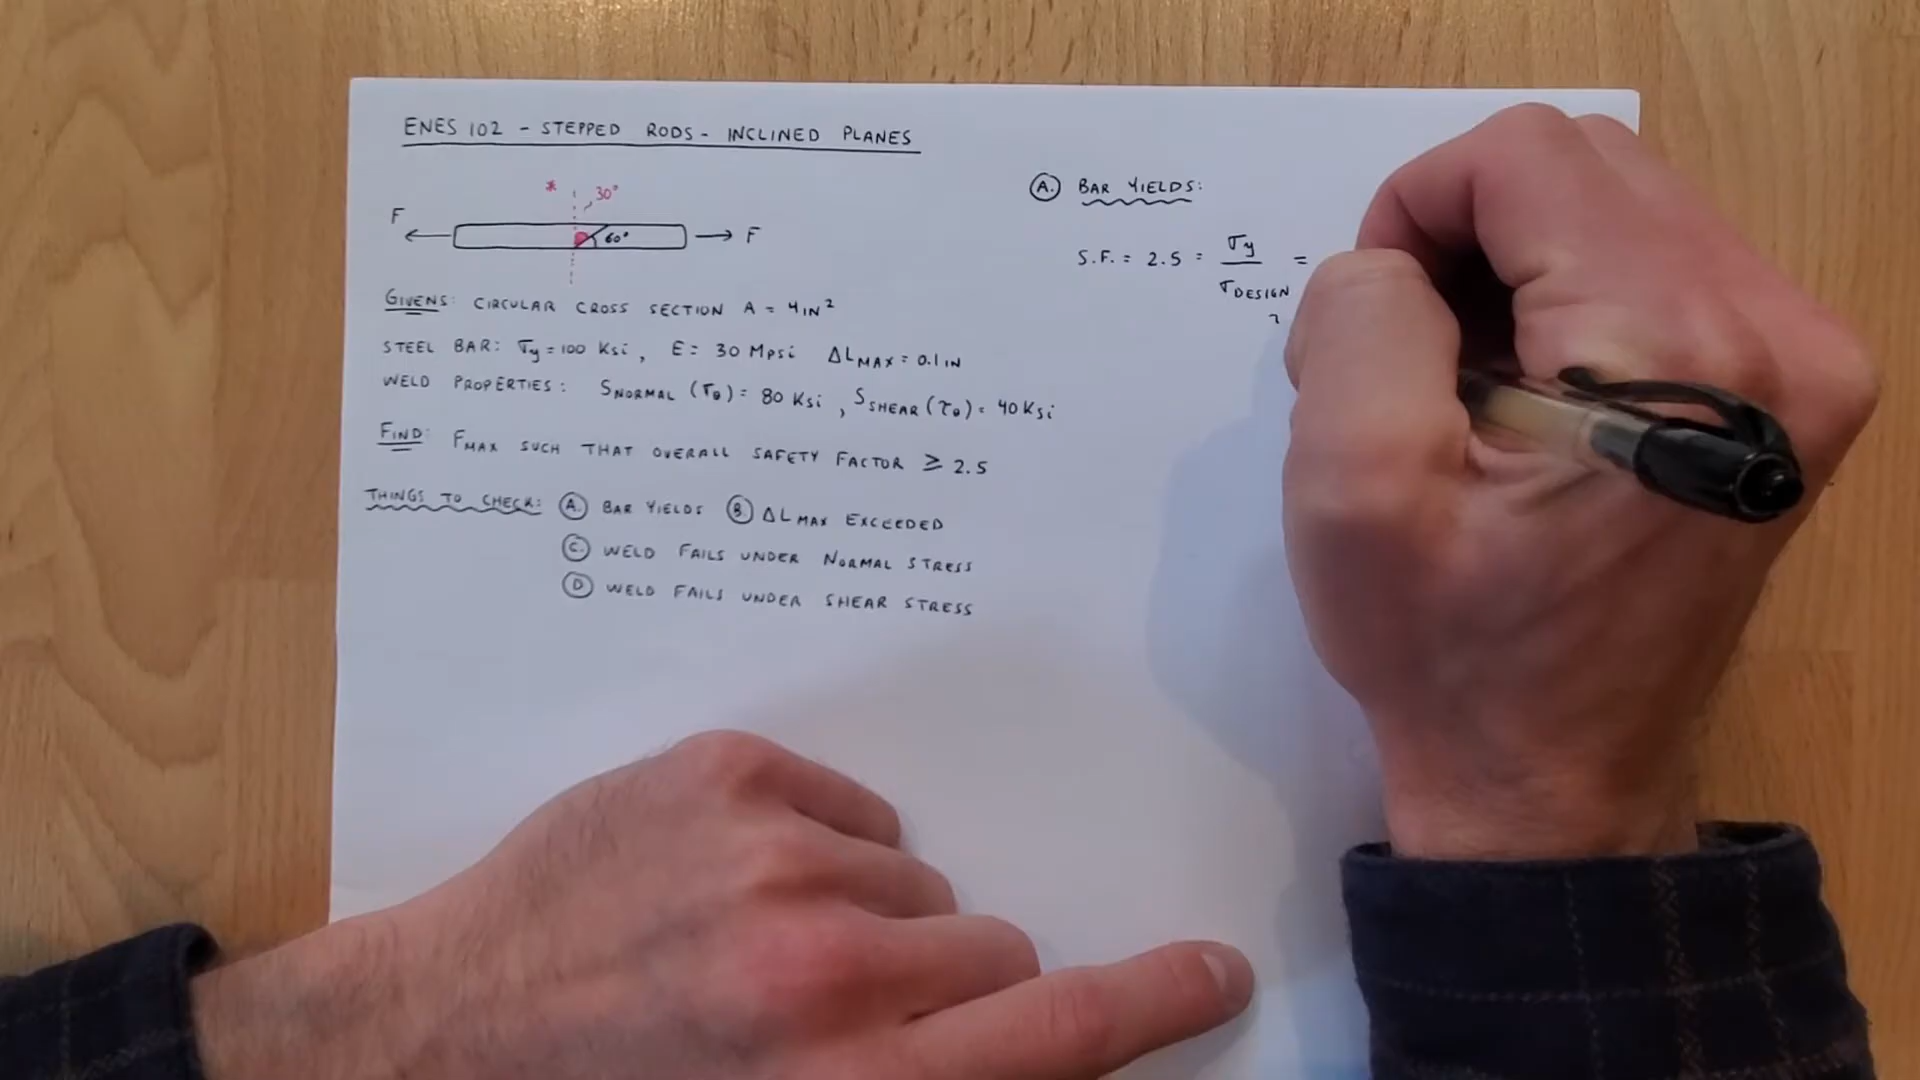 ENES 102 - STEPPED RODS - INCLINED PLANES
* 30°
F 60° F
GIVENS: CIRCULAR CROSS SECTION A = 4 IN²
STEEL BAR: σy = 100 Ksi, E = 30 Mpsi ΔLMAX = 0.1 IN
WELD PROPERTIES: SNORMAL (σθ) = 80 Ksi, SSHEAR (τθ) = 40 Ksi
FIND: FMAX SUCH THAT OVERALL SAFETY FACTOR ≥ 2.5
THINGS TO CHECK: A. BAR YIELDS B. ΔLMAX EXCEEDED
C. WELD FAILS UNDER NORMAL STRESS
D WELD FAILS UNDER SHEAR STRESS
A. BAR YIELDS:
S.F. = 2.5 = σy / σDESIGN =